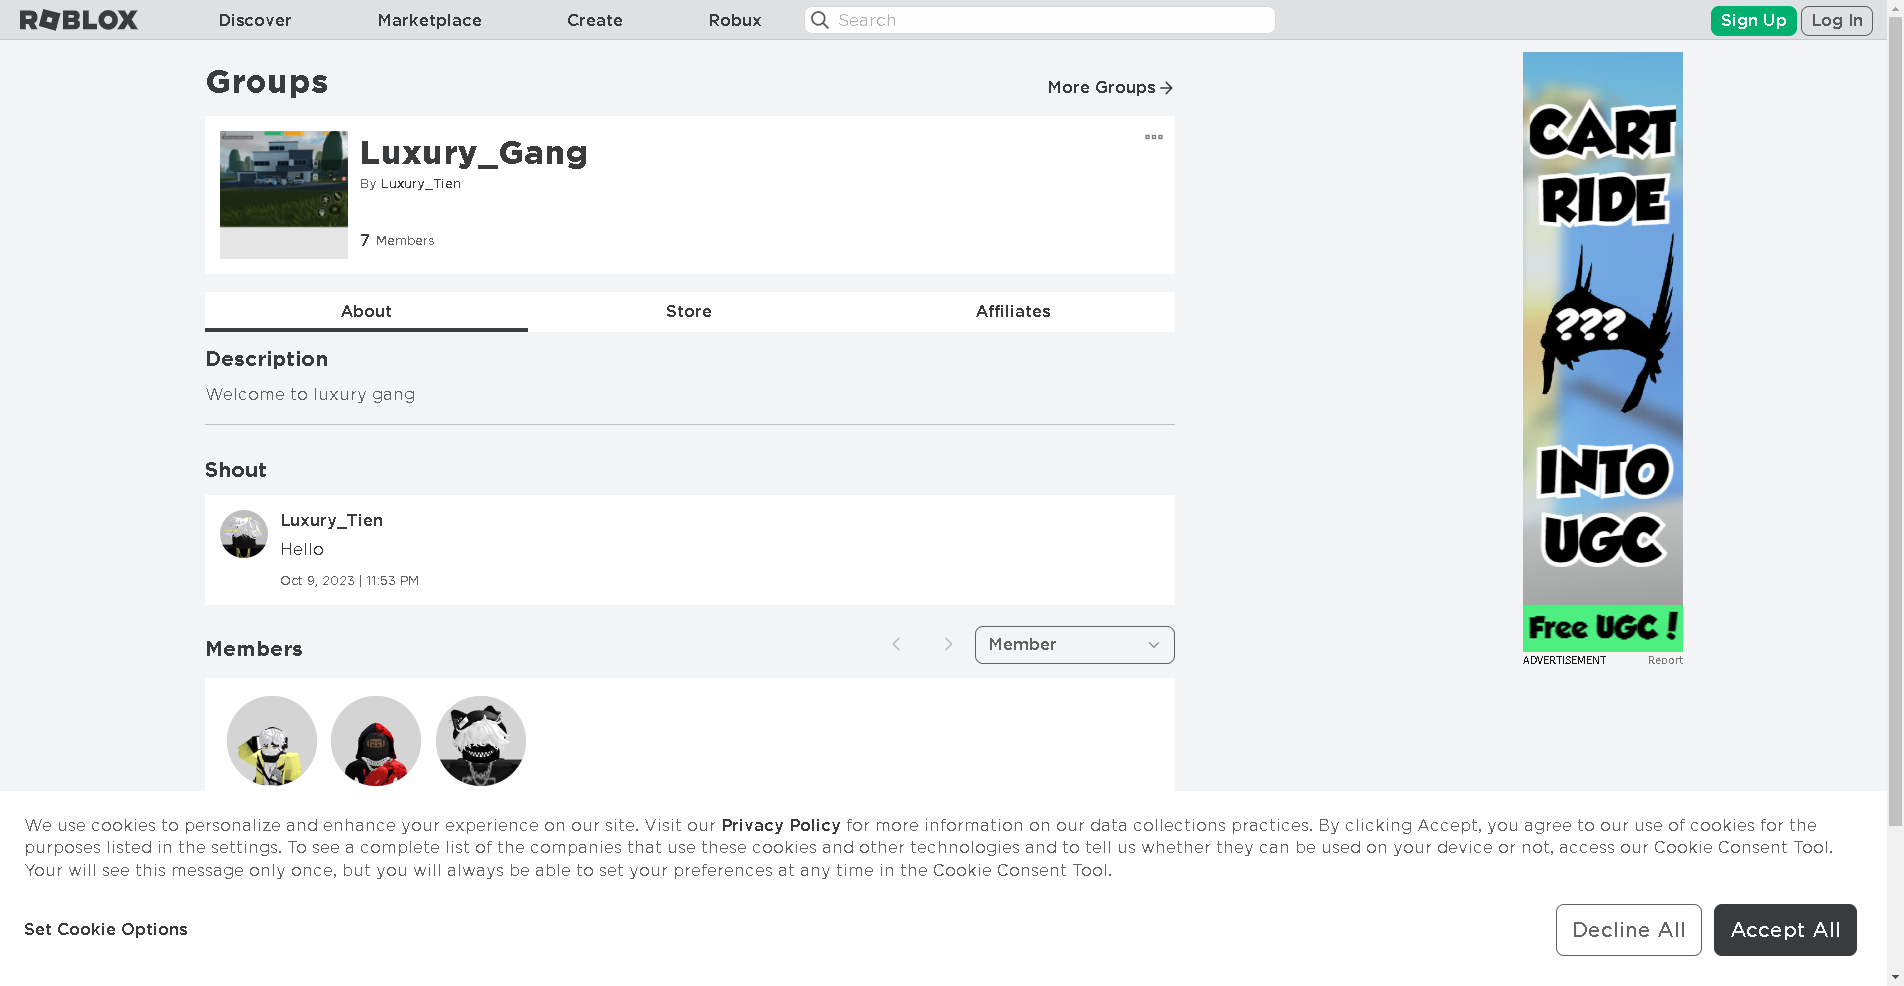 ROBLOX
Discover
Marketplace
Create
Robux
Search
Sign Up
Log In
Groups
More Groups
Luxury_Gang
By Luxury_Tien
7 Members
About
Store
Affiliates
Description
Welcome to luxury gang
Shout
Luxury_Tien
Hello
Oct 9, 2023 | 11:53 PM
Members
Member
CART
RIDE
???
INTO
UGC
Free UGC !
ADVERTISEMENT
Report
We use cookies to personalize and enhance your experience on our site. Visit our Privacy Policy for more information on our data collections practices. By clicking Accept, you agree to our use of cookies for the
purposes listed in the settings. To see a complete list of the companies that use these cookies and other technologies and to tell us whether they can be used on your device or not, access our Cookie Consent Tool.
Your will see this message only once, but you will always be able to set your preferences at any time in the Cookie Consent Tool.
Set Cookie Options
Decline All
Accept All